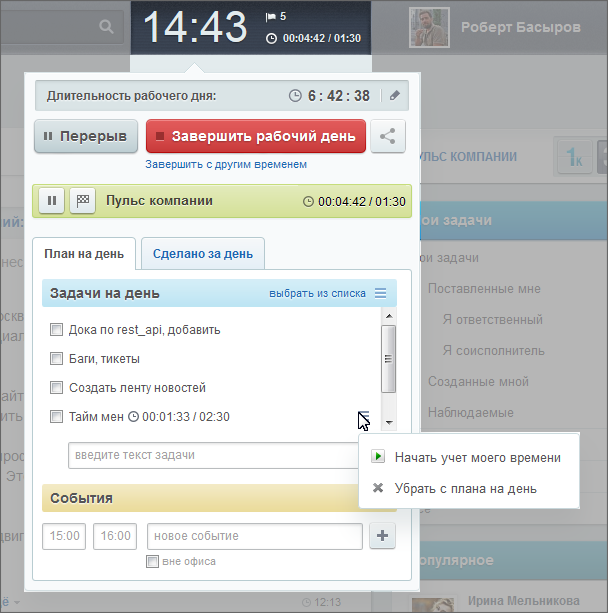 14:43
5
00:04:42 / 01:30
Роберт Басыров
Длительность рабочего дня: 6 : 42 : 38
Перерыв
Завершить рабочий день
Завершить с другим временем
УЛЬС КОМПАНИИ
1к
Пульс компании 00:04:42 / 01:30
ои задачи
План на день
Сделано за день
ои задачи
Поставленные мне
Я ответственный
Я соисполнитель
Созданные мной
Наблюдаемые
Задачи на день
выбрать из списка
Дока по rest_api, добавить
Баги, тикеты
Создать ленту новостей
Тайм мен 00:01:33 / 02:30
введите текст задачи
Начать учет моего времени
Убрать с плана на день
События
15:00
16:00
новое событие
+
вне офиса
опулярное
12:13
Ирина Мельникова